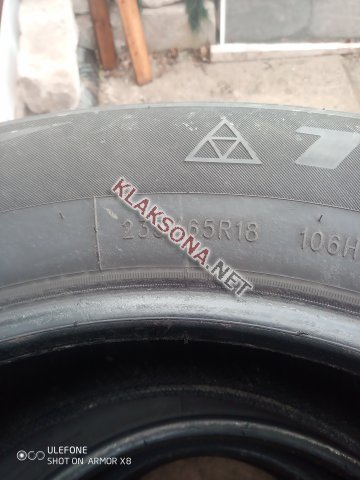 KLAKSONA.NET
65R18 106H
ULEFONE
SHOT ON ARMOR X8